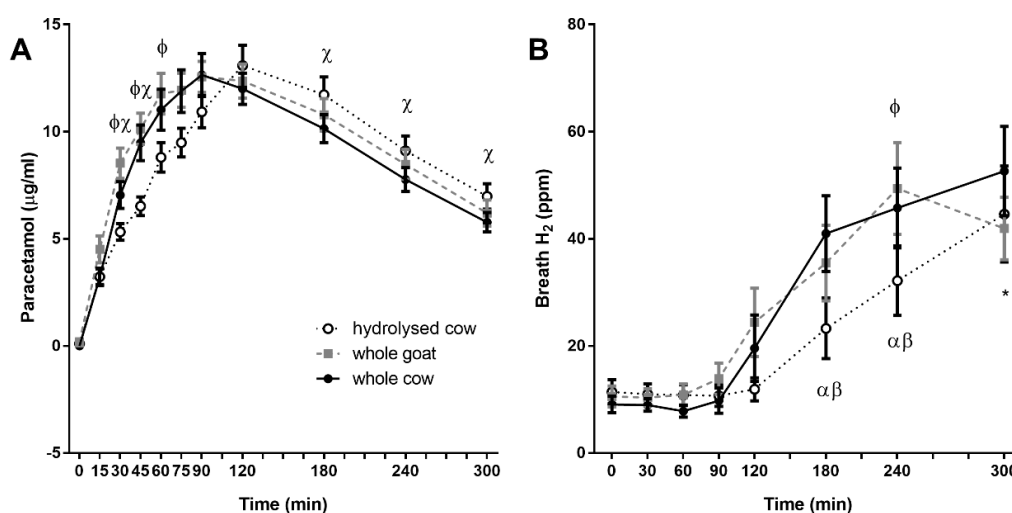 A
Paracetamol (µg/ml)
15
10
5
0
-5
ϕχ
ϕχ
ϕ
χ
χ
χ
hydrolysed cow
whole goat
whole cow
0 15 30 45 60 75 90 120 180 240 300
Time (min)
B
Breath H₂ (ppm)
80
60
40
20
0
ϕ
αβ
αβ
*
0 30 60 90 120 180 240 300
Time (min)